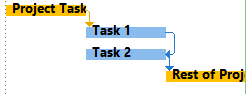 Project Task
Task 1
Task 2
Rest of Proj